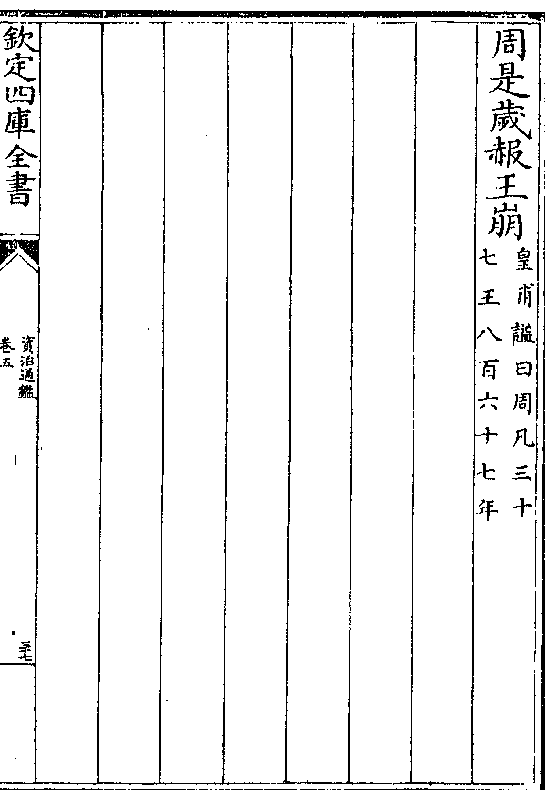 周是歲赧王崩
皇甫謐曰周凡三十
七王八百六十七年
欽定四庫全書
資治通鑑
卷五
三十七